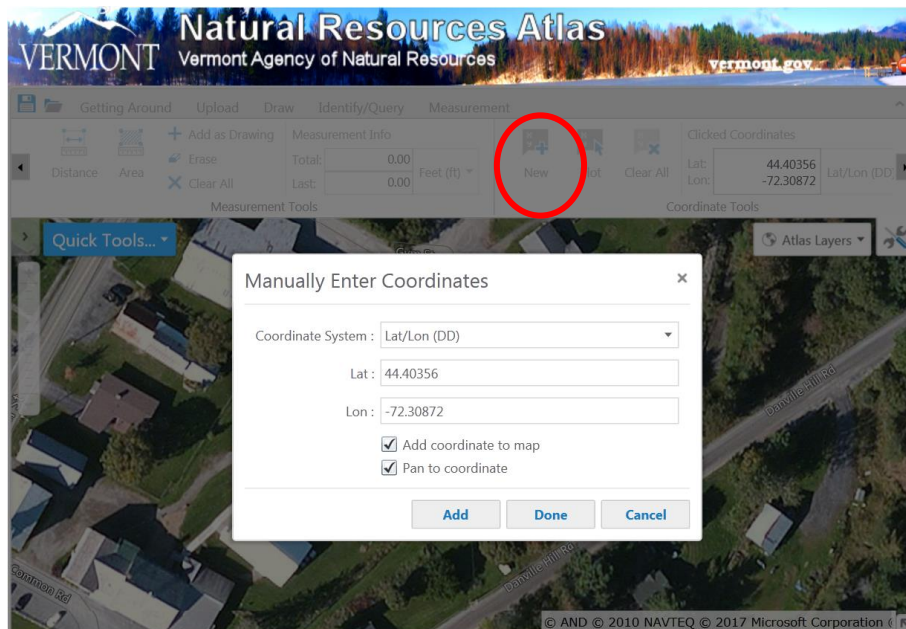 VERMONT
Natural Resources Atlas
Vermont Agency of Natural Resources
vermont.gov
Getting Around Upload Draw Identify/Query Measurement
Distance
Area
Add as Drawing
Erase
Clear All
Measurement Info
Total: 0.00
Last: 0.00
Feet (ft)
Measurement Tools
New
Clear All
Clicked Coordinates
Lat: 44.40356
Lon: -72.30872
Lat/Lon (DD
Coordinate Tools
Quick Tools...
Atlas Layers
Manually Enter Coordinates
Coordinate System : Lat/Lon (DD)
Lat : 44.40356
Lon : -72.30872
Add coordinate to map
Pan to coordinate
Add Done Cancel
Danville Hill Rd
Danville Hill Rd
Common Rd
© AND © 2010 NAVTEQ © 2017 Microsoft Corporation